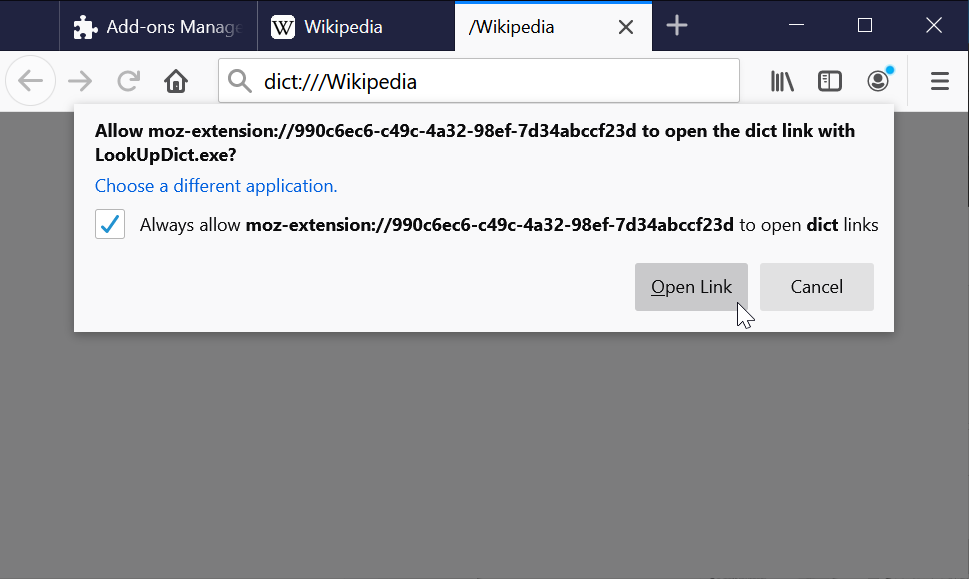 Add-ons Manage
W Wikipedia
/Wikipedia
dict:///Wikipedia
Allow moz-extension://990c6ec6-c49c-4a32-98ef-7d34abccf23d to open the dict link with
LookUpDict.exe?
Choose a different application.
Always allow moz-extension://990c6ec6-c49c-4a32-98ef-7d34abccf23d to open dict links
Open Link
Cancel